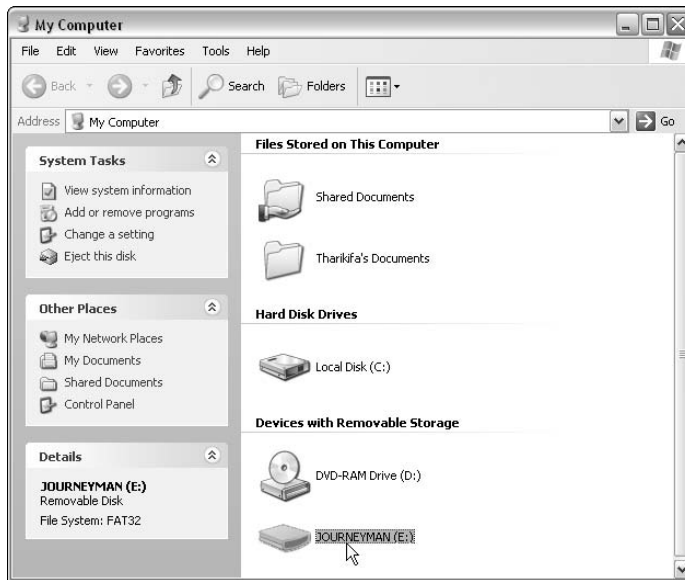 My Computer
File Edit View Favorites Tools Help
Back Search Folders
Address My Computer Go
System Tasks
View system information
Add or remove programs
Change a setting
Eject this disk
Other Places
My Network Places
My Documents
Shared Documents
Control Panel
Details
JOURNEYMAN (E:)
Removable Disk
File System: FAT32
Files Stored on This Computer
Shared Documents
Tharikifa's Documents
Hard Disk Drives
Local Disk (C:)
Devices with Removable Storage
DVD-RAM Drive (D:)
JOURNEYMAN (E:)